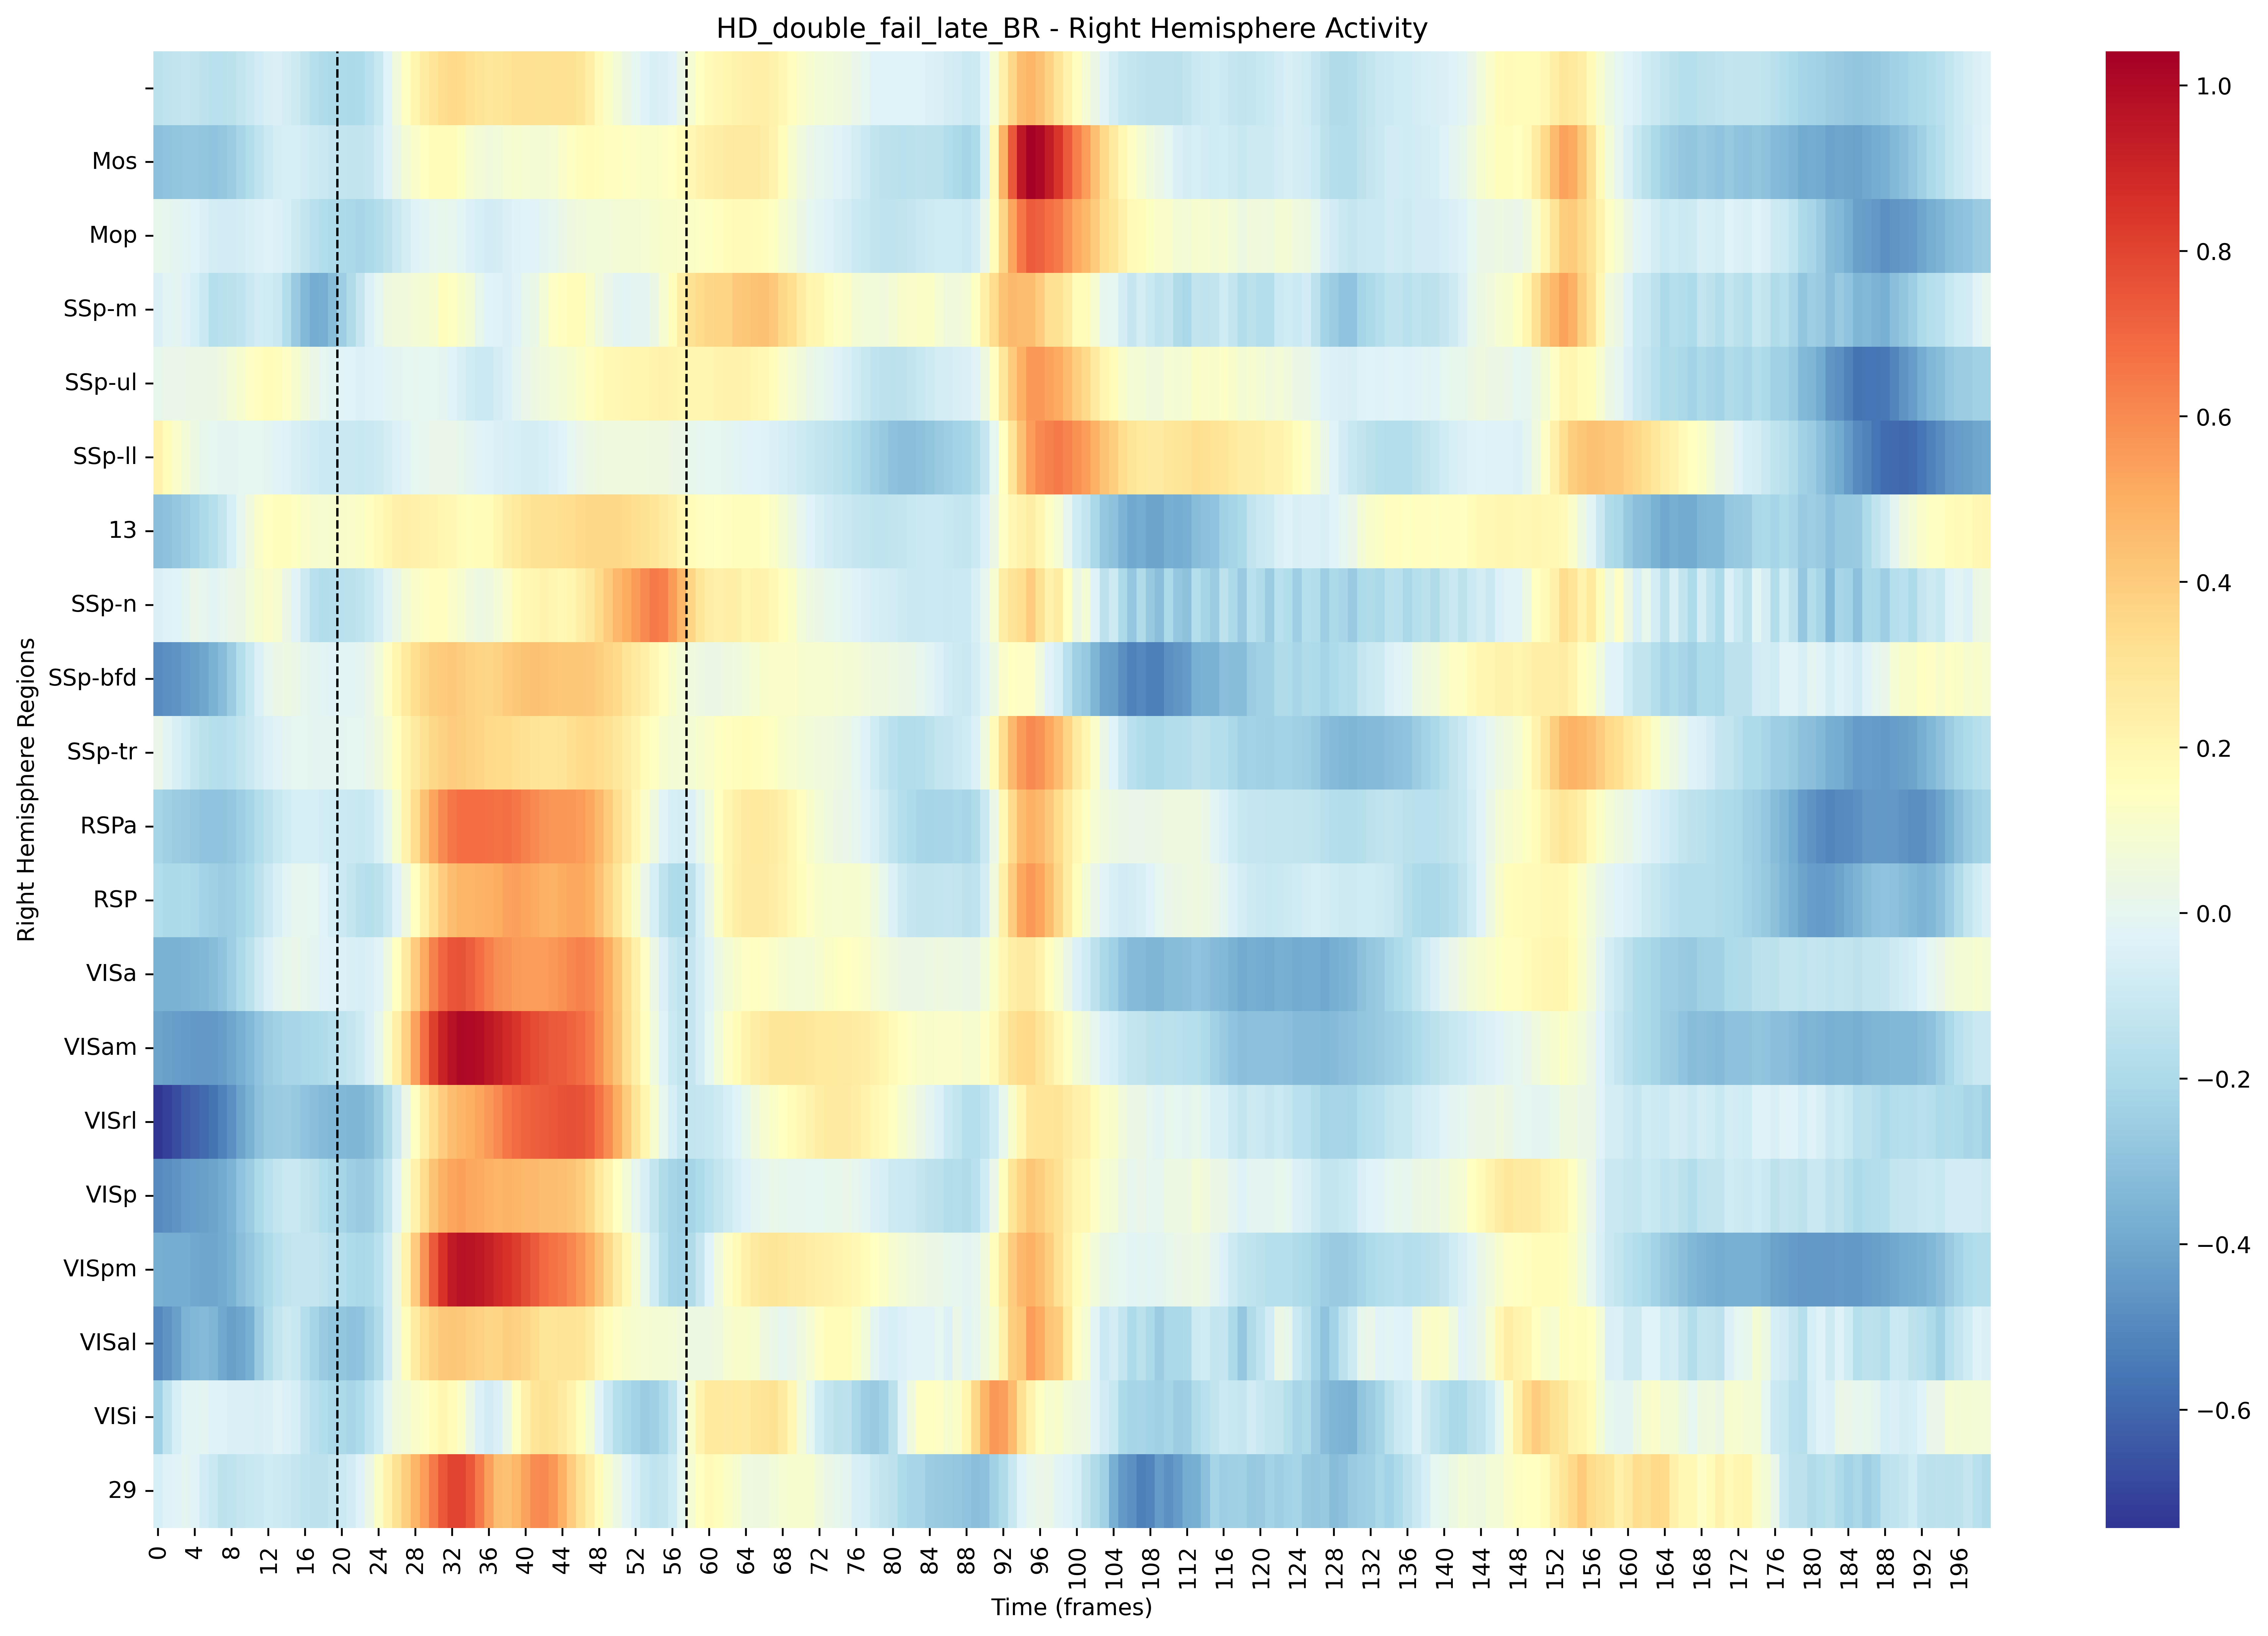 HD_double_fail_late_BR - Right Hemisphere Activity
Right Hemisphere Regions
Mos
Mop
SSp-m
SSp-ul
SSp-ll
13
SSp-n
SSp-bfd
SSp-tr
RSPa
RSP
VISa
VISam
VISrl
VISp
VISpm
VISal
VISi
29
0 4 8 12 16 20 24 28 32 36 40 44 48 52 56 60 64 68 72 76 80 84 88 92 96 100 104 108 112 116 120 124 128 132 136 140 144 148 152 156 160 164 168 172 176 180 184 188 192 196
Time (frames)
1.0
0.8
0.6
0.4
0.2
0.0
−0.2
−0.4
−0.6